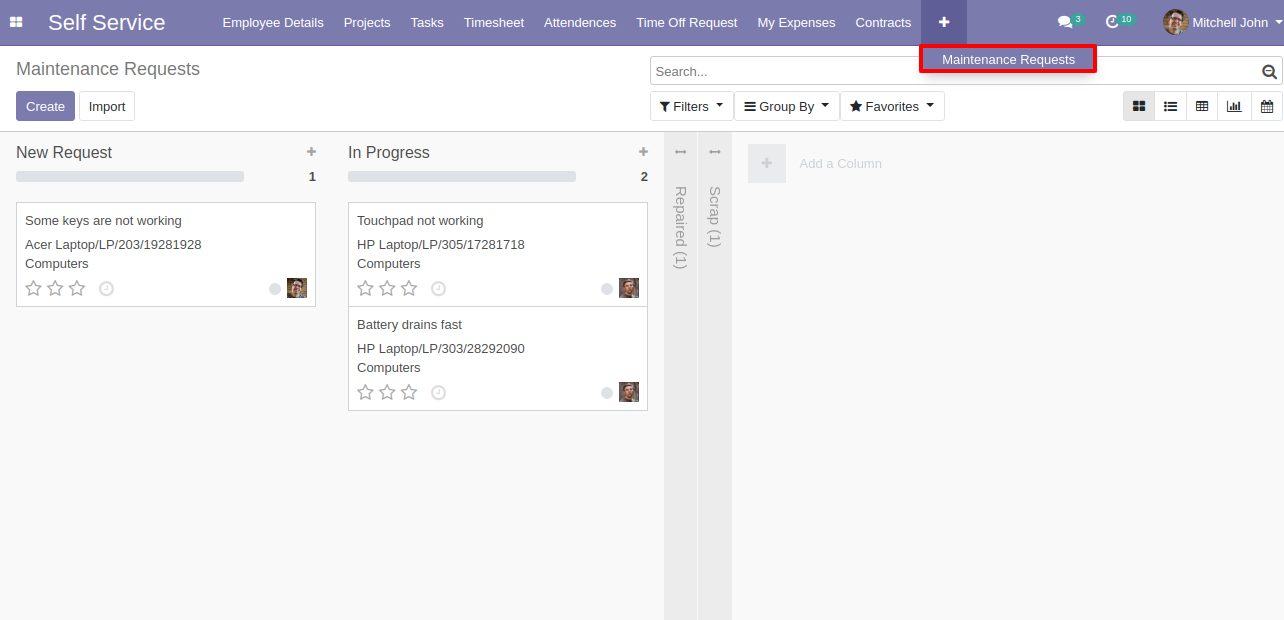 Self Service
Employee Details Projects Tasks Timesheet Attendences Time Off Request My Expenses Contracts + 3 10 Mitchell John
Maintenance Requests
Maintenance Requests
Search...
Create Import
Filters Group By Favorites
New Request +
1
Some keys are not working
Acer Laptop/LP/203/19281928
Computers
In Progress +
2
Touchpad not working
HP Laptop/LP/305/17281718
Computers
Battery drains fast
HP Laptop/LP/303/28292090
Computers
Repaired (1)
Scrap (1)
+ Add a Column